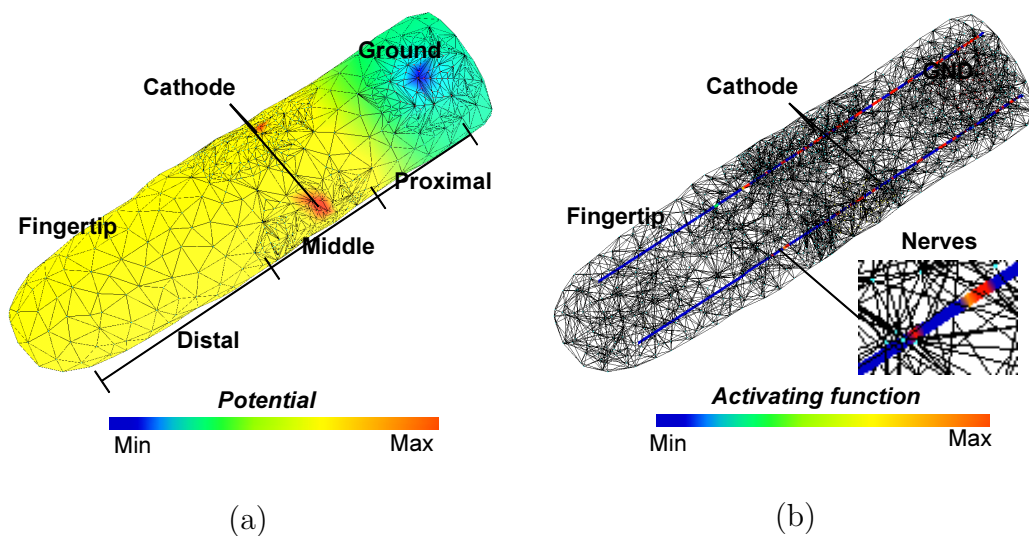 Ground
Cathode
Proximal
Fingertip
Middle
Distal
Potential
Min
Max
(a)
GND
Cathode
Fingertip
Nerves
Activating function
Min
Max
(b)